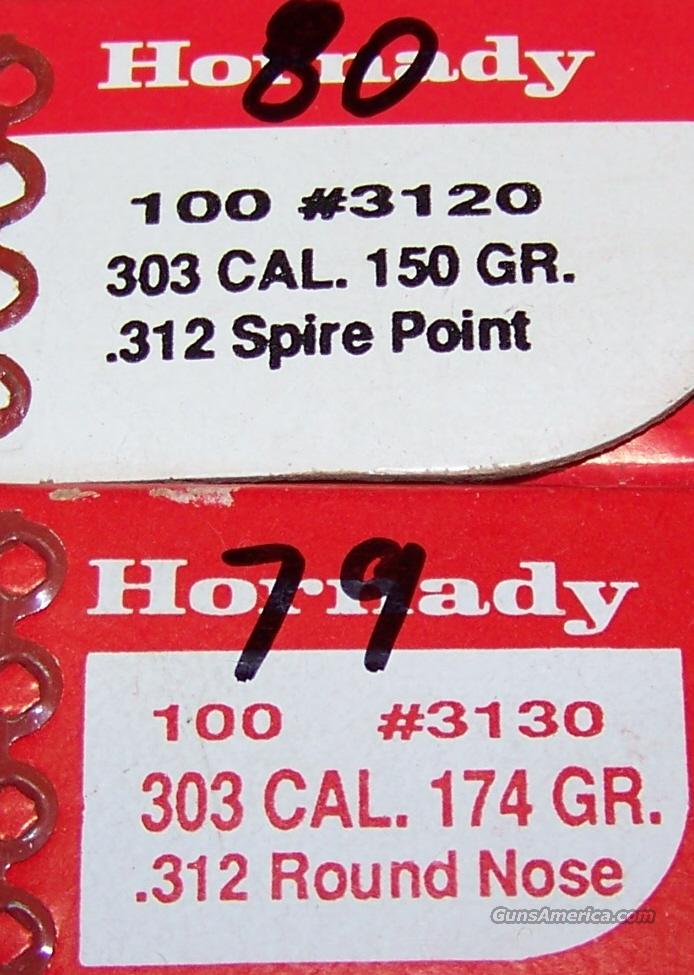 Hornady
80
100 #3120
303 CAL. 150 GR.
.312 Spire Point
Hornady
79
100 #3130
303 CAL. 174 GR.
.312 Round Nose
GunsAmerica.com